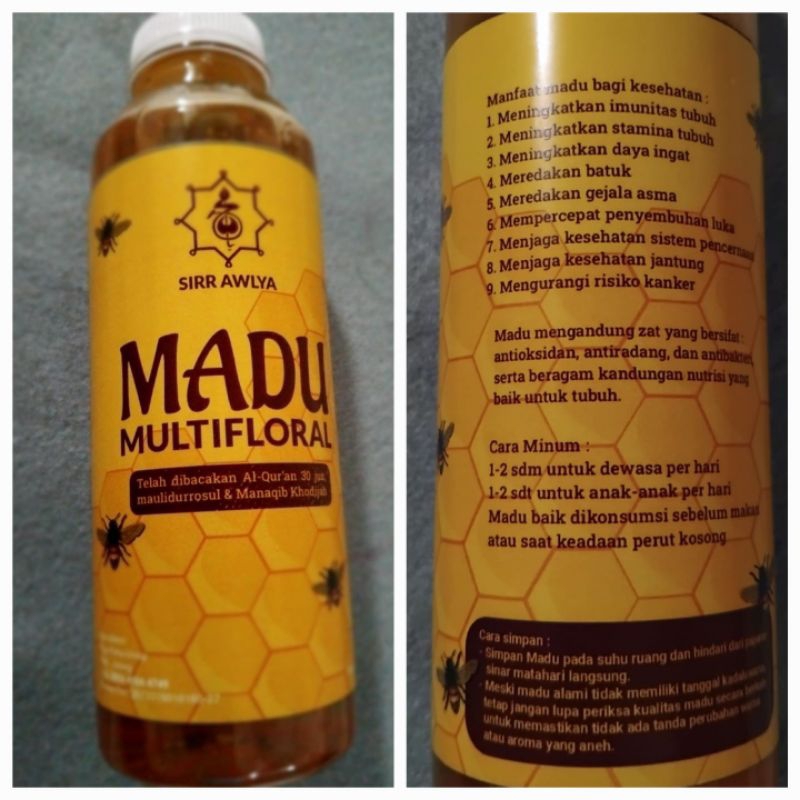 SIRR AWLYA
MADU
MULTIFLORAL
Telah dibacakan Al-Qur'an 30 juz,
maulidurrosul & Manaqib Khodijah
Manfaat madu bagi kesehatan :
1. Meningkatkan imunitas tubuh
2. Meningkatkan stamina tubuh
3. Meningkatkan daya ingat
4. Meredakan batuk
5. Meredakan gejala asma
6. Mempercepat penyembuhan luka
7. Menjaga kesehatan sistem pencernaan
8. Menjaga kesehatan jantung
9. Mengurangi risiko kanker
Madu mengandung zat yang bersifat :
antioksidan, antiradang, dan antibakteri,
serta beragam kandungan nutrisi yang
baik untuk tubuh.
Cara Minum :
1-2 sdm untuk dewasa per hari
1-2 sdt untuk anak-anak per hari
Madu baik dikonsumsi sebelum makan
atau saat keadaan perut kosong
Cara simpan :
- Simpan Madu pada suhu ruang dan hindari dari paparan
sinar matahari langsung.
- Meski madu alami tidak memiliki tanggal kadaluwarsa,
tetap jangan lupa periksa kualitas madu secara berkala
untuk memastikan tidak ada tanda perubahan warna
atau aroma yang aneh.